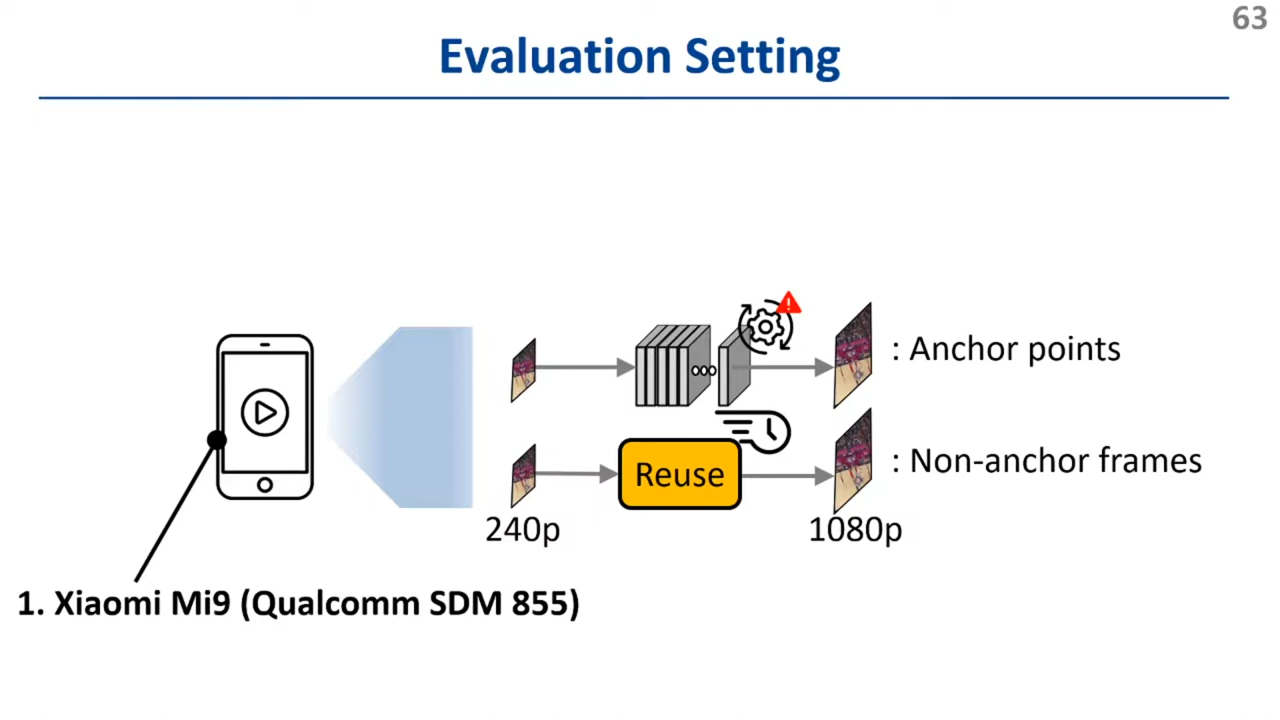 63
Evaluation Setting
: Anchor points
Reuse
: Non-anchor frames
240p
1080p
1. Xiaomi Mi9 (Qualcomm SDM 855)